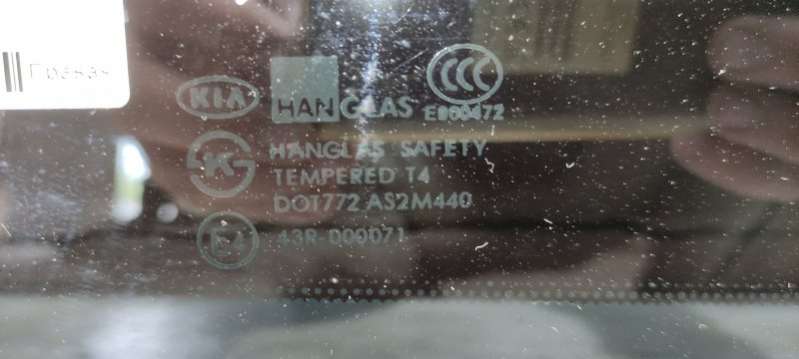 KIA HANGLAS CCC
E000472
HANGLAS SAFETY
TEMPERED T4
DOT772 AS2M440
43R-000071